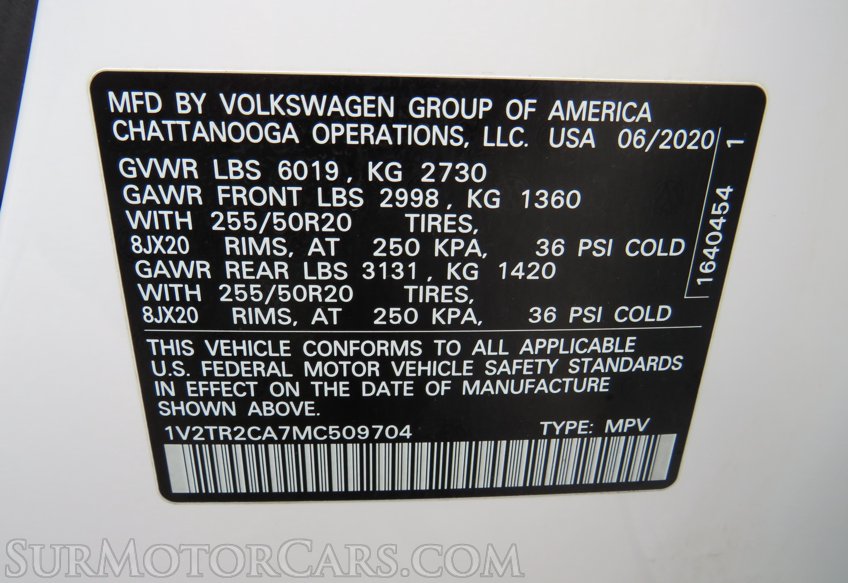 MFD BY VOLKSWAGEN GROUP OF AMERICA
CHATTANOOGA OPERATIONS, LLC. USA 06/2020
GVWR LBS 6019, KG 2730
GAWR FRONT LBS 2998, KG 1360
WITH 255/50R20 TIRES,
8JX20 RIMS, AT 250 KPA, 36 PSI COLD
GAWR REAR LBS 3131, KG 1420
WITH 255/50R20 TIRES,
8JX20 RIMS, AT 250 KPA, 36 PSI COLD
1640454 1
THIS VEHICLE CONFORMS TO ALL APPLICABLE
U.S. FEDERAL MOTOR VEHICLE SAFETY STANDARDS
IN EFFECT ON THE DATE OF MANUFACTURE
SHOWN ABOVE.
1V2TR2CA7MC509704 TYPE: MPV
SURMOTORCARS.COM